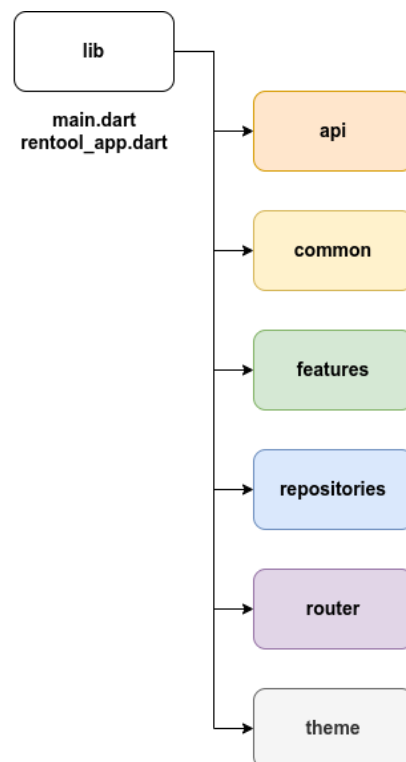 lib
main.dart
rentool_app.dart
api
common
features
repositories
router
theme